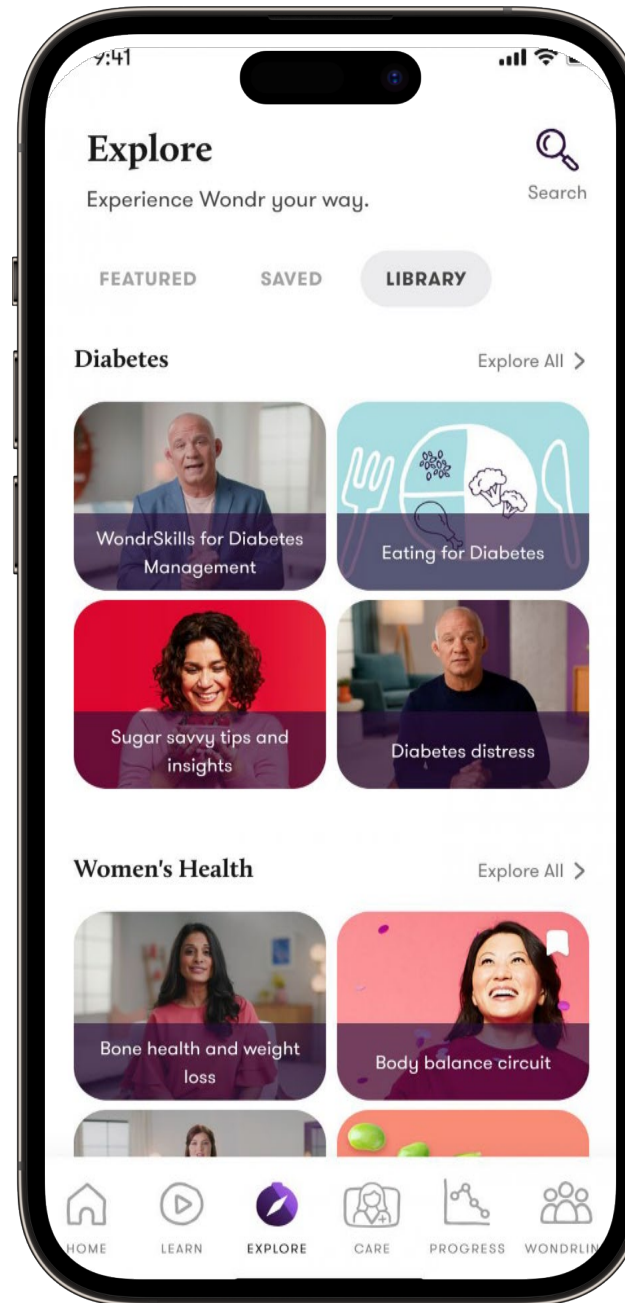 9:41
Explore
Search
Experience Wondr your way.
FEATURED SAVED LIBRARY
Diabetes Explore All
WondrSkills for Diabetes
Management
Eating for Diabetes
Sugar savvy tips and
insights
Diabetes distress
Women's Health Explore All
Bone health and weight
loss
Body balance circuit
HOME LEARN EXPLORE CARE PROGRESS WONDRLIN